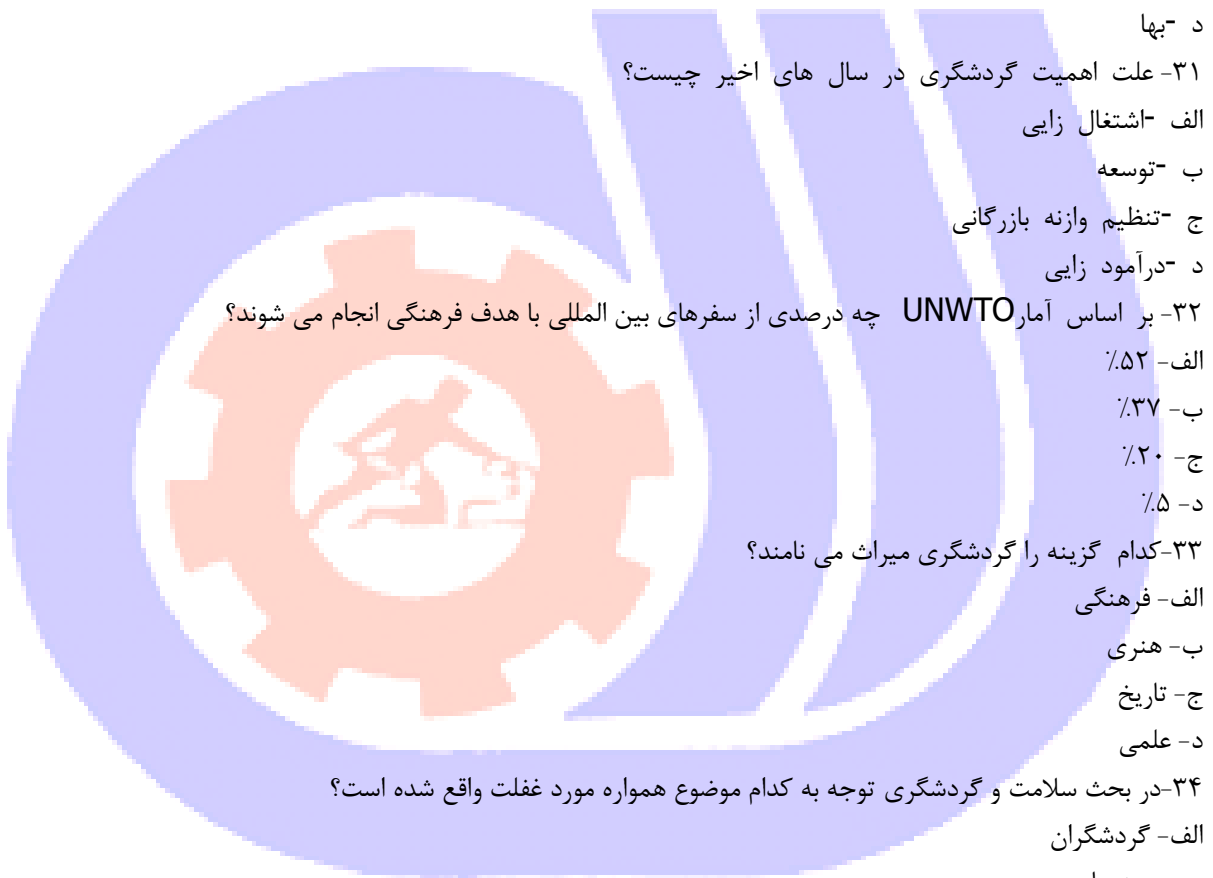 د -بها
۳۱- علت اهمیت گردشگری در سال های اخیر چیست؟
الف -اشتغال زایی
ب -توسعه
ج -تنظیم وازنه بازرگانی
د -درآمود زایی
۳۲- بر اساس آمار UNWTO چه درصدی از سفرهای بین المللی با هدف فرهنگی انجام می شوند؟
الف- ۵۲٪
ب- ۳۷٪
ج- ۲۰٪
د- ۵٪
۳۳-کدام گزینه را گردشگری میراث می نامند؟
الف- فرهنگی
ب- هنری
ج- تاریخ
د- علمی
۳۴-در بحث سلامت و گردشگری توجه به کدام موضوع همواره مورد غفلت واقع شده است؟
الف- گردشگران